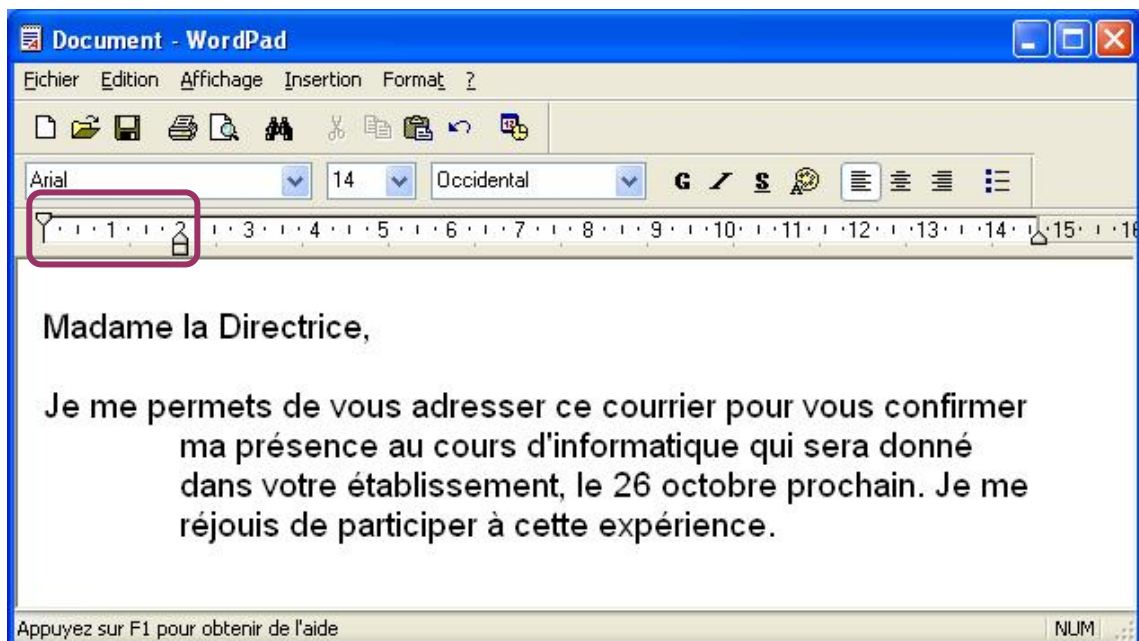 Document - WordPad
Fichier Edition Affichage Insertion Format ?
Arial 14 Occidental G I S
1 2 3 4 5 6 7 8 9 10 11 12 13 14 15 16
Madame la Directrice,
Je me permets de vous adresser ce courrier pour vous confirmer
ma présence au cours d'informatique qui sera donné
dans votre établissement, le 26 octobre prochain. Je me
réjouis de participer à cette expérience.
Appuyez sur F1 pour obtenir de l'aide NUM